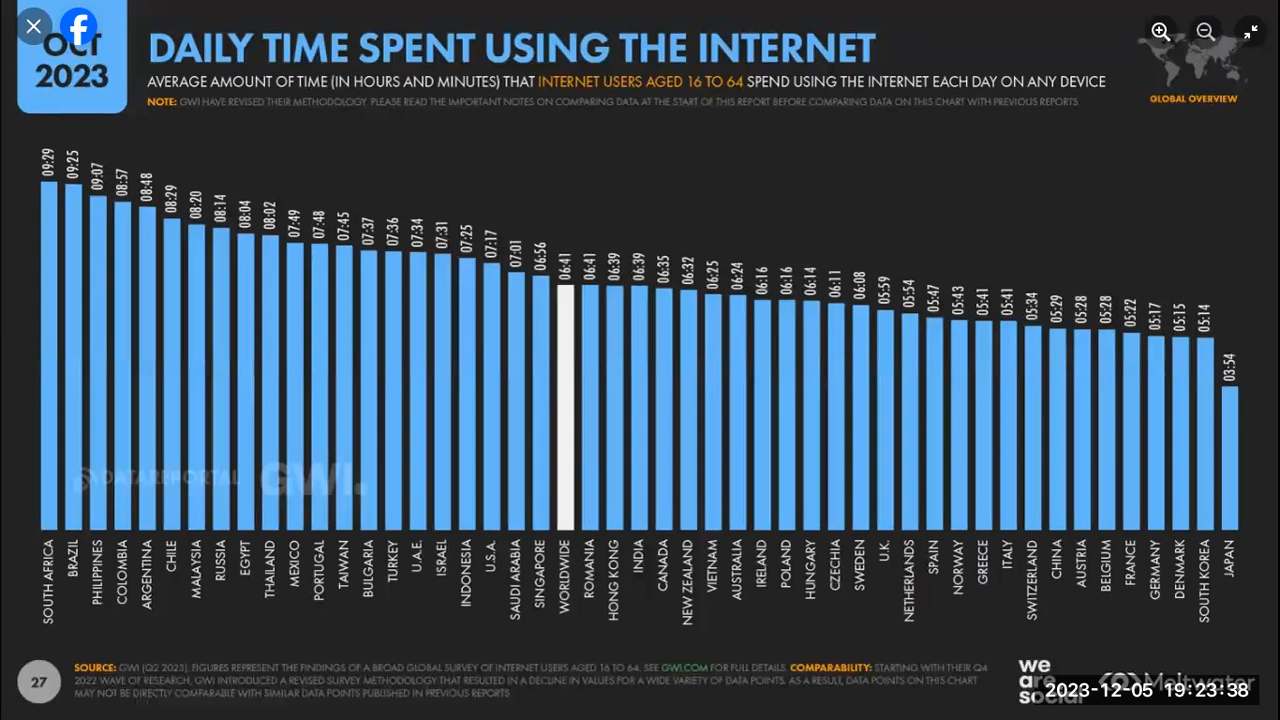 OCT
2023
DAILY TIME SPENT USING THE INTERNET
AVERAGE AMOUNT OF TIME (IN HOURS AND MINUTES) THAT INTERNET USERS AGED 16 TO 64 SPEND USING THE INTERNET EACH DAY ON ANY DEVICE
NOTE: GWI HAVE REVISED THEIR METHODOLOGY. PLEASE READ THE IMPORTANT NOTES ON COMPARING DATA AT THE START OF THIS REPORT BEFORE COMPARING DATA ON THIS CHART WITH PREVIOUS REPORTS
GLOBAL OVERVIEW
09:29 09:25 09:07 08:57 08:48 08:29 08:20 08:14 08:04 08:02 07:49 07:48 07:45 07:37 07:36 07:34 07:31 07:25 07:17 07:01 06:56 06:41 06:41 06:39 06:39 06:35 06:32 06:25 06:24 06:16 06:16 06:14 06:11 06:08 05:59 05:54 05:47 05:43 05:41 05:41 05:34 05:29 05:28 05:28 05:22 05:17 05:15 05:14 03:54
DATAREPORTAL GWI.
SOUTH AFRICA BRAZIL PHILIPPINES COLOMBIA ARGENTINA CHILE MALAYSIA RUSSIA EGYPT THAILAND MEXICO PORTUGAL TAIWAN BULGARIA TURKEY U.A.E. ISRAEL INDONESIA U.S.A. SAUDI ARABIA SINGAPORE WORLDWIDE ROMANIA HONG KONG INDIA CANADA NEW ZEALAND VIETNAM AUSTRALIA IRELAND POLAND HUNGARY CZECHIA SWEDEN U.K. NETHERLANDS SPAIN NORWAY GREECE ITALY SWITZERLAND CHINA AUSTRIA BELGIUM FRANCE GERMANY DENMARK SOUTH KOREA JAPAN
27
SOURCE: GWI (Q2 2023). FIGURES REPRESENT THE FINDINGS OF A BROAD GLOBAL SURVEY OF INTERNET USERS AGED 16 TO 64. SEE GWI.COM FOR FULL DETAILS. COMPARABILITY: STARTING WITH THEIR Q4
2022 WAVE OF RESEARCH, GWI INTRODUCED A REVISED SURVEY METHODOLOGY THAT RESULTED IN A DECLINE IN VALUES FOR A WIDE VARIETY OF DATA POINTS. AS A RESULT, DATA POINTS ON THIS CHART
MAY NOT BE DIRECTLY COMPARABLE WITH SIMILAR DATA POINTS PUBLISHED IN PREVIOUS REPORTS
we
are
social
Meltwater
2023-12-05 19:23:38